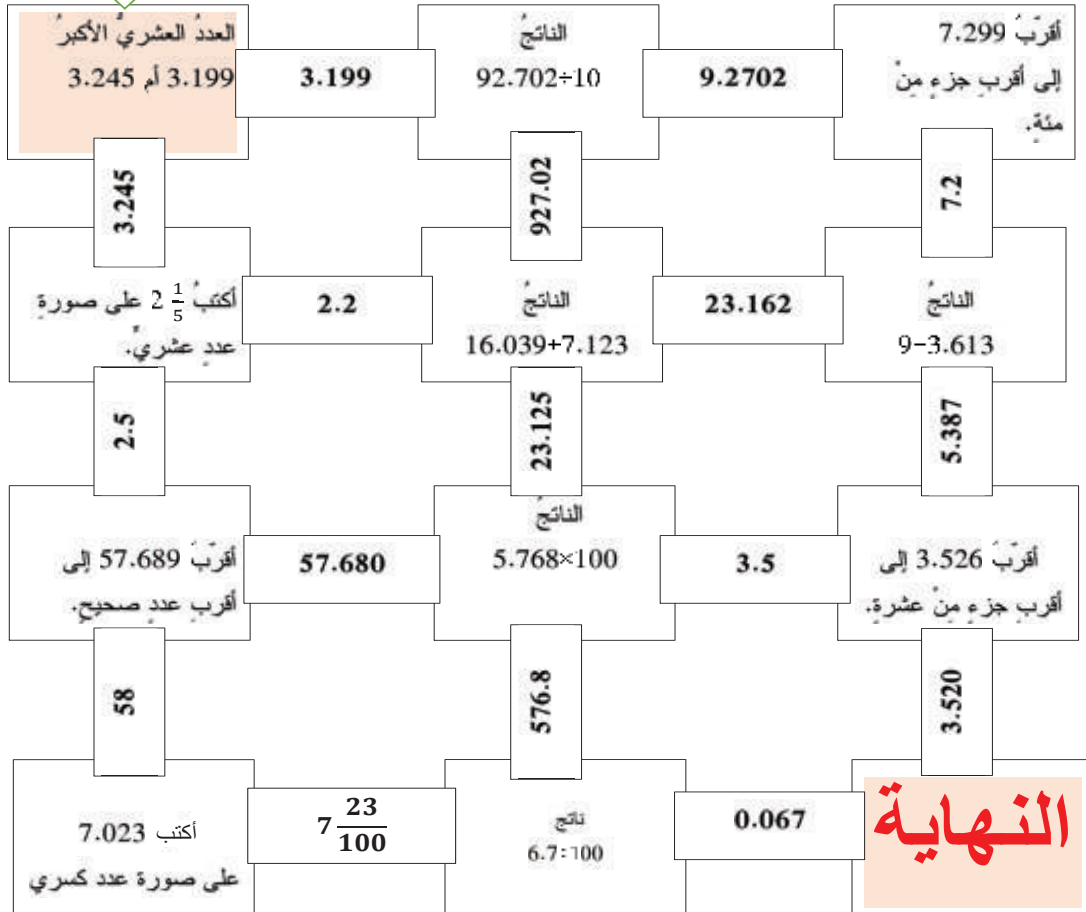 العددُ العشريُّ الأكبرُ
3.199 أم 3.245
3.199
الناتجُ
92.702÷10
9.2702
أقرّبُ 7.299
إلى أقربِ جزءٍ منْ
مئةٍ.
3.245
927.02
7.2
أكتبُ 2 1/5 على صورةِ
عددٍ عشريٍّ.
2.2
الناتجُ
16.039+7.123
23.162
الناتجُ
9−3.613
2.5
23.125
5.387
أقرّبَ 57.689 إلى
أقربِ عددٍ صحيحٍ.
57.680
الناتجُ
5.768×100
3.5
أقرّبَ 3.526 إلى
أقربِ جزءٍ منْ عشرةٍ.
58
576.8
3.520
أكتب 7.023
على صورة عدد كسري
7 23/100
ناتج
6.7÷100
0.067
النهاية